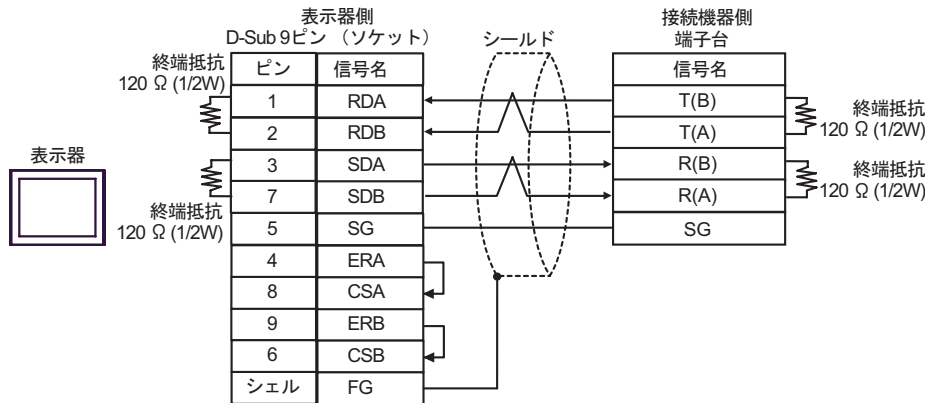 表示器側
D-Sub 9ピン （ソケット）
シールド
接続機器側
端子台
終端抵抗
120 Ω (1/2W)
ピン 信号名
信号名
1 RDA
T(B)
2 RDB
T(A)
終端抵抗
120 Ω (1/2W)
表示器
3 SDA
R(B)
7 SDB
R(A)
終端抵抗
120 Ω (1/2W)
終端抵抗
120 Ω (1/2W)
5 SG
SG
4 ERA
8 CSA
9 ERB
6 CSB
シェル FG